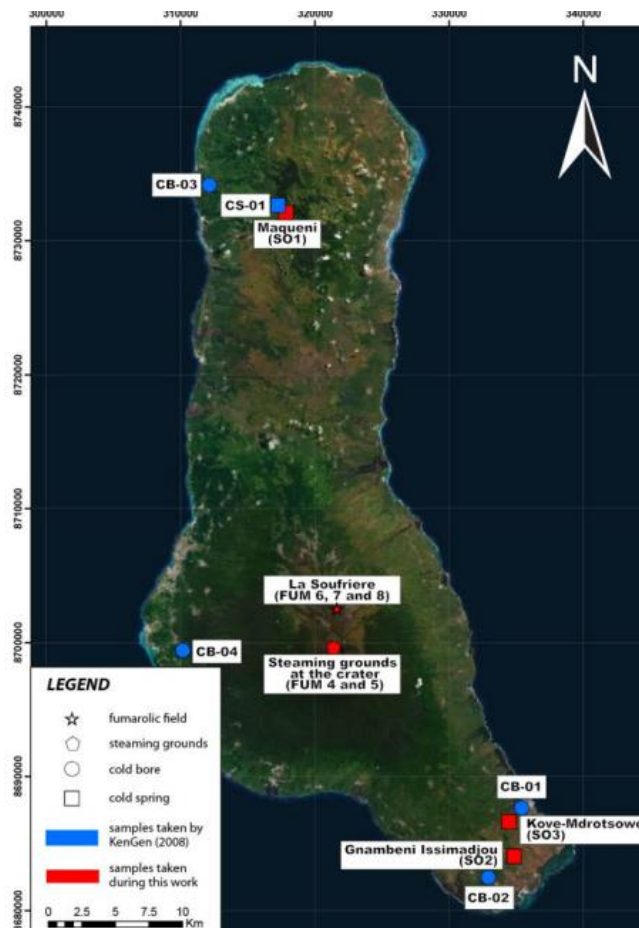 300000 310000 320000 330000 340000
N
8740000
8730000
8720000
8710000
8700000
8690000
8680000
CB-03
CS-01
Maqueni
(SO1)
La Soufriere
(FUM 6, 7 and 8)
CB-04
Steaming grounds
at the crater
(FUM 4 and 5)
CB-01
Kove-Mdrotsowe
(SO3)
Gnambeni Issimadjou
(SO2)
CB-02
LEGEND
fumarolic field
steaming grounds
cold bore
cold spring
samples taken by
KenGen (2008)
samples taken
during this work
0 2.5 5 7.5 10
Km